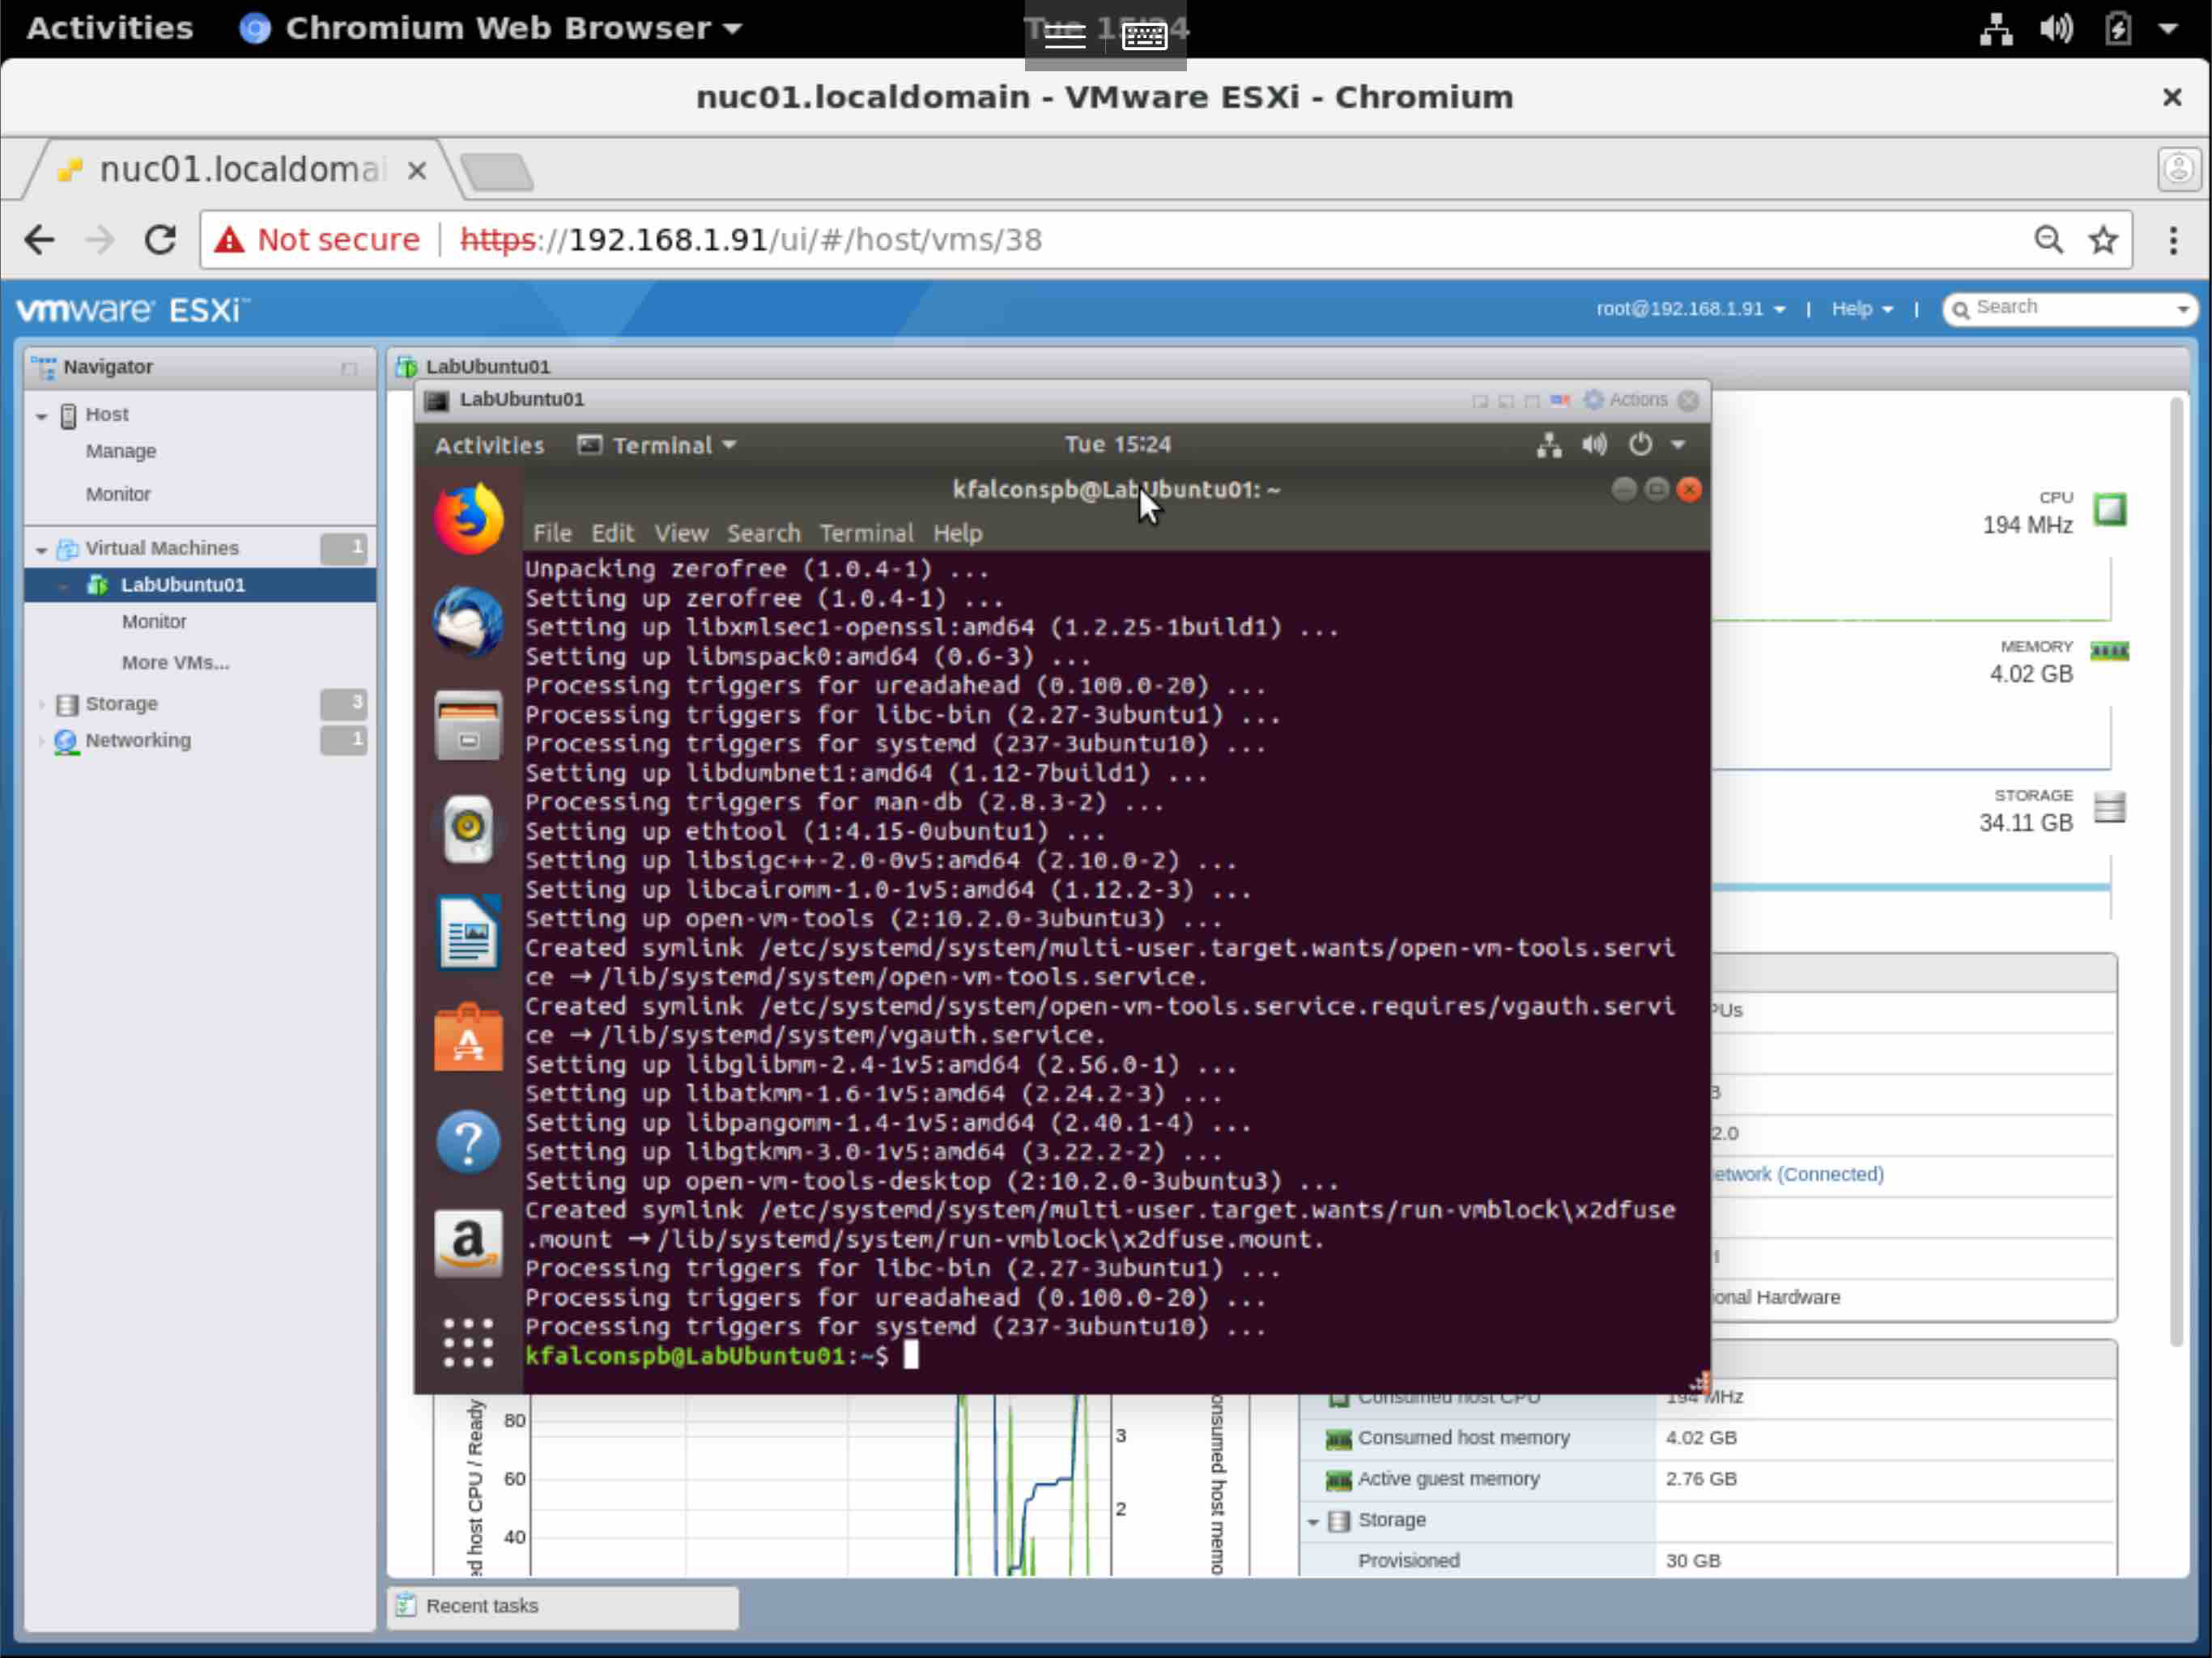 Activities
Chromium Web Browser
nuc01.localdomain - VMware ESXi - Chromium
nuc01.localdomai
Not secure
https://192.168.1.91/ui/#/host/vms/38
vmware ESXi
root@192.168.1.91
Help
Search
Navigator
Host
Manage
Monitor
Virtual Machines
1
LabUbuntu01
Monitor
More VMs...
Storage
3
Networking
1
LabUbuntu01
LabUbuntu01
Actions
Activities
Terminal
Tue 15:24
kfalconspb@LabUbuntu01: ~
File Edit View Search Terminal Help
Unpacking zerofree (1.0.4-1) ...
Setting up zerofree (1.0.4-1) ...
Setting up libxmlsec1-openssl:amd64 (1.2.25-1build1) ...
Setting up libmspack0:amd64 (0.6-3) ...
Processing triggers for ureadahead (0.100.0-20) ...
Processing triggers for libc-bin (2.27-3ubuntu1) ...
Processing triggers for systemd (237-3ubuntu10) ...
Setting up libdumbnet1:amd64 (1.12-7build1) ...
Processing triggers for man-db (2.8.3-2) ...
Setting up ethtool (1:4.15-0ubuntu1) ...
Setting up libsigc++-2.0-0v5:amd64 (2.10.0-2) ...
Setting up libcairomm-1.0-1v5:amd64 (1.12.2-3) ...
Setting up open-vm-tools (2:10.2.0-3ubuntu3) ...
Created symlink /etc/systemd/system/multi-user.target.wants/open-vm-tools.servi
ce → /lib/systemd/system/open-vm-tools.service.
Created symlink /etc/systemd/system/open-vm-tools.service.requires/vgauth.servi
ce → /lib/systemd/system/vgauth.service.
Setting up libglibmm-2.4-1v5:amd64 (2.56.0-1) ...
Setting up libatkmm-1.6-1v5:amd64 (2.24.2-3) ...
Setting up libpangomm-1.4-1v5:amd64 (2.40.1-4) ...
Setting up libgtkmm-3.0-1v5:amd64 (3.22.2-2) ...
Setting up open-vm-tools-desktop (2:10.2.0-3ubuntu3) ...
Created symlink /etc/systemd/system/multi-user.target.wants/run-vmblock\x2dfuse
.mount → /lib/systemd/system/run-vmblock\x2dfuse.mount.
Processing triggers for libc-bin (2.27-3ubuntu1) ...
Processing triggers for ureadahead (0.100.0-20) ...
Processing triggers for systemd (237-3ubuntu10) ...
kfalconspb@LabUbuntu01:~$
CPU
194 MHz
MEMORY
4.02 GB
STORAGE
34.11 GB
PUs
B
2.0
etwork (Connected)
ional Hardware
80
60
40
ed host CPU / Ready
3
2
onsumed host memo
Consumed host CPU
194 MHz
Consumed host memory
4.02 GB
Active guest memory
2.76 GB
Storage
Provisioned
30 GB
Recent tasks